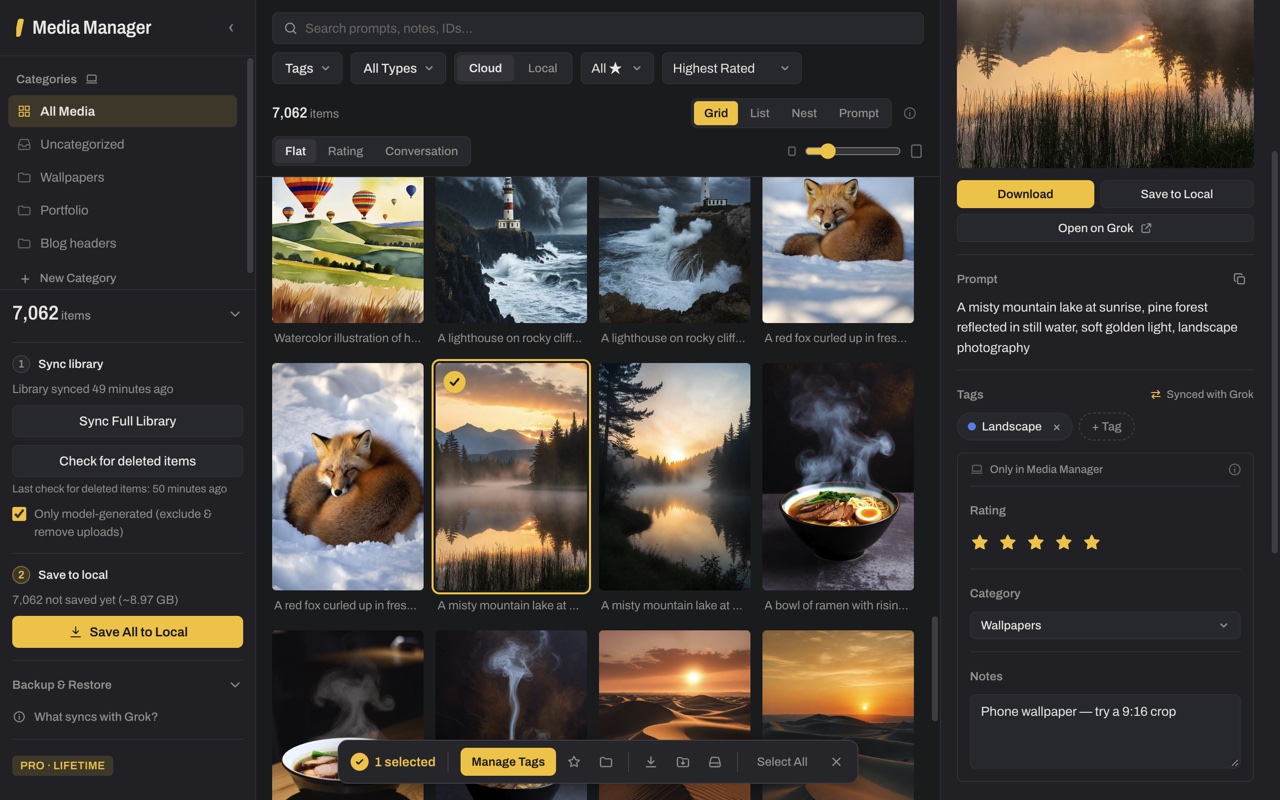 Media Manager
Categories
All Media
Uncategorized
Wallpapers
Portfolio
Blog headers
New Category
7,062 items
1 Sync library
Library synced 49 minutes ago
Sync Full Library
Check for deleted items
Last check for deleted items: 50 minutes ago
Only model-generated (exclude &
remove uploads)
2 Save to local
7,062 not saved yet (~8.97 GB)
Save All to Local
Backup & Restore
What syncs with Grok?
PRO · LIFETIME
Search prompts, notes, IDs...
Tags All Types Cloud Local All ★ Highest Rated
7,062 items Grid List Nest Prompt
Flat Rating Conversation
Watercolor illustration of h...
A lighthouse on rocky cliff...
A lighthouse on rocky cliff...
A red fox curled up in fres...
A red fox curled up in fres...
A misty mountain lake at ...
A misty mountain lake at ...
A bowl of ramen with risin...
1 selected Manage Tags Select All
Download Save to Local
Open on Grok
Prompt
A misty mountain lake at sunrise, pine forest
reflected in still water, soft golden light, landscape
photography
Tags Synced with Grok
Landscape × + Tag
Only in Media Manager
Rating
Category
Wallpapers
Notes
Phone wallpaper — try a 9:16 crop